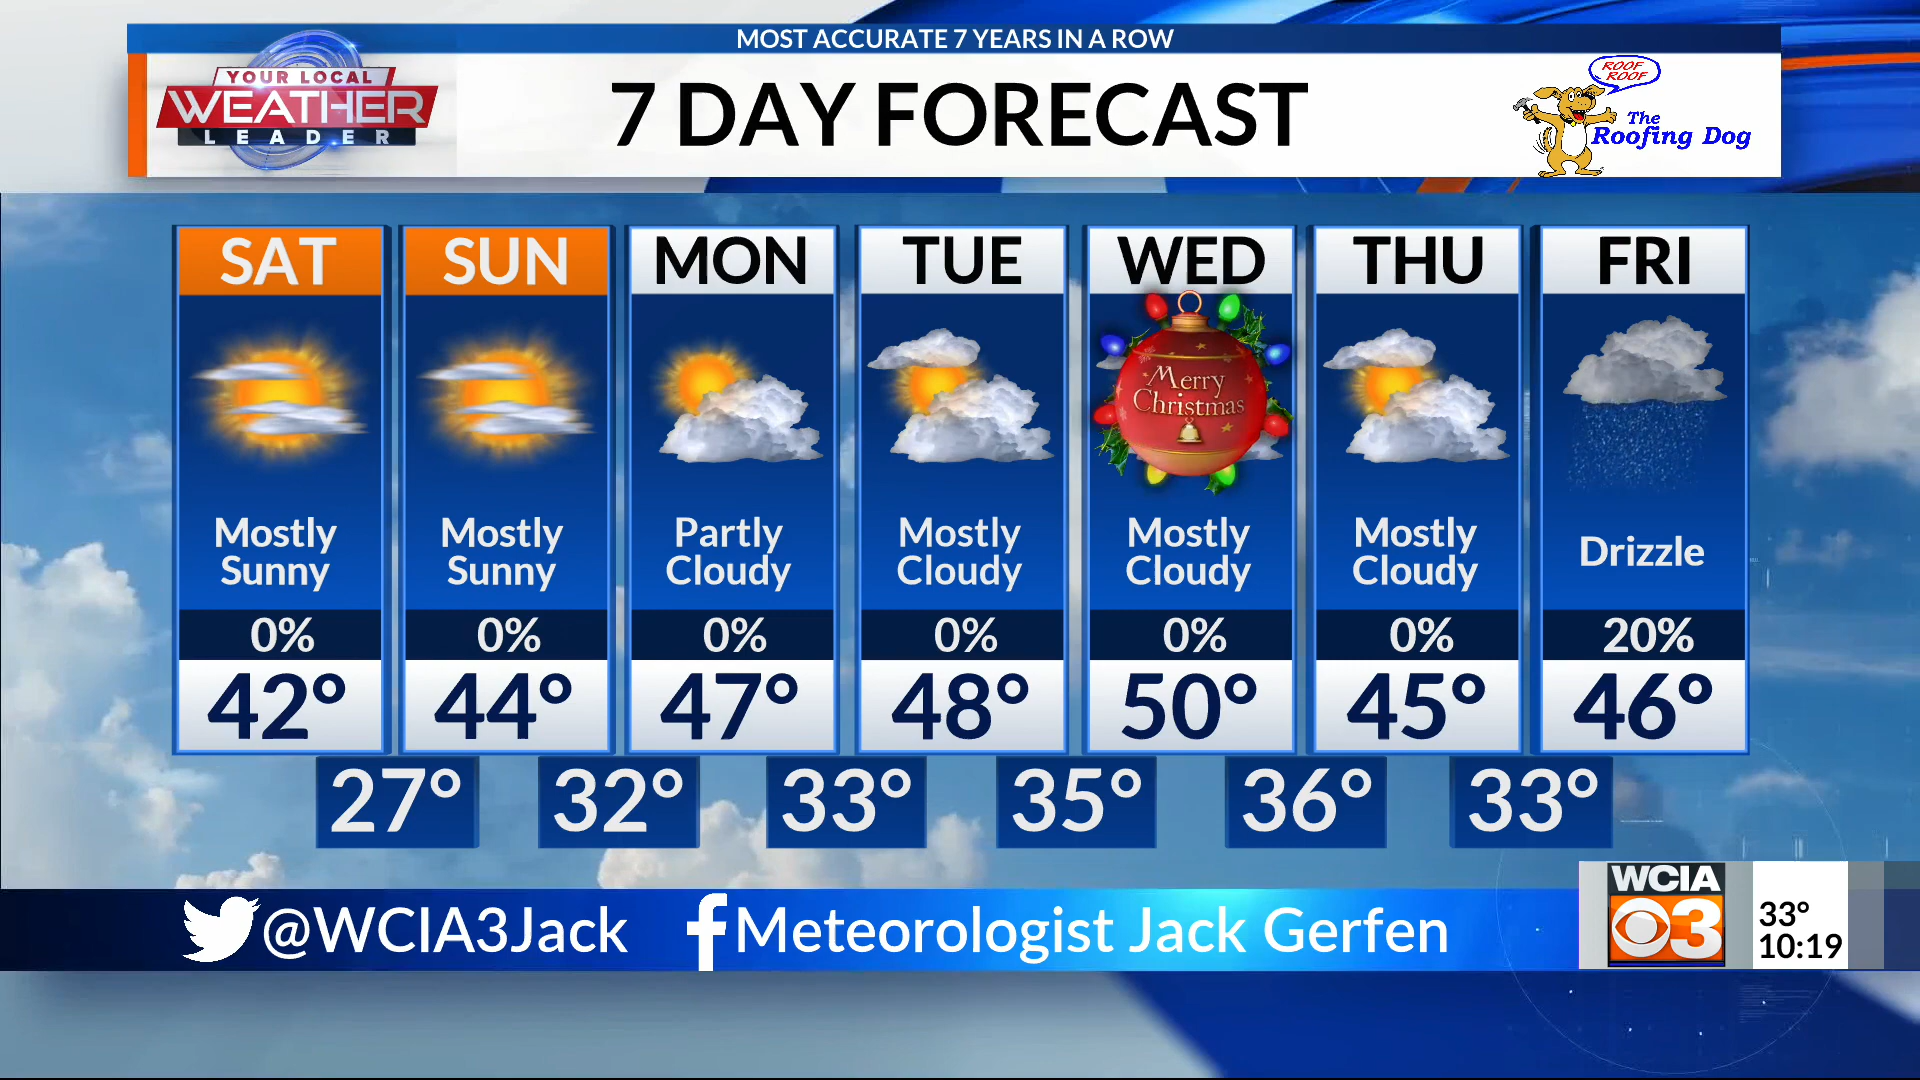 MOST ACCURATE 7 YEARS IN A ROW
YOUR LOCAL
WEATHER
LEADER
7 DAY FORECAST
ROOF
ROOF
The
Roofing Dog
SAT SUN MON TUE WED THU FRI
Merry
Christmas
Mostly Mostly Partly Mostly Mostly Mostly
Sunny Sunny Cloudy Cloudy Cloudy Cloudy
Drizzle
0% 0% 0% 0% 0% 0% 20%
42° 44° 47° 48° 50° 45° 46°
27° 32° 33° 35° 36° 33°
@WCIA3Jack Meteorologist Jack Gerfen
WCIA
3
33°
10:19